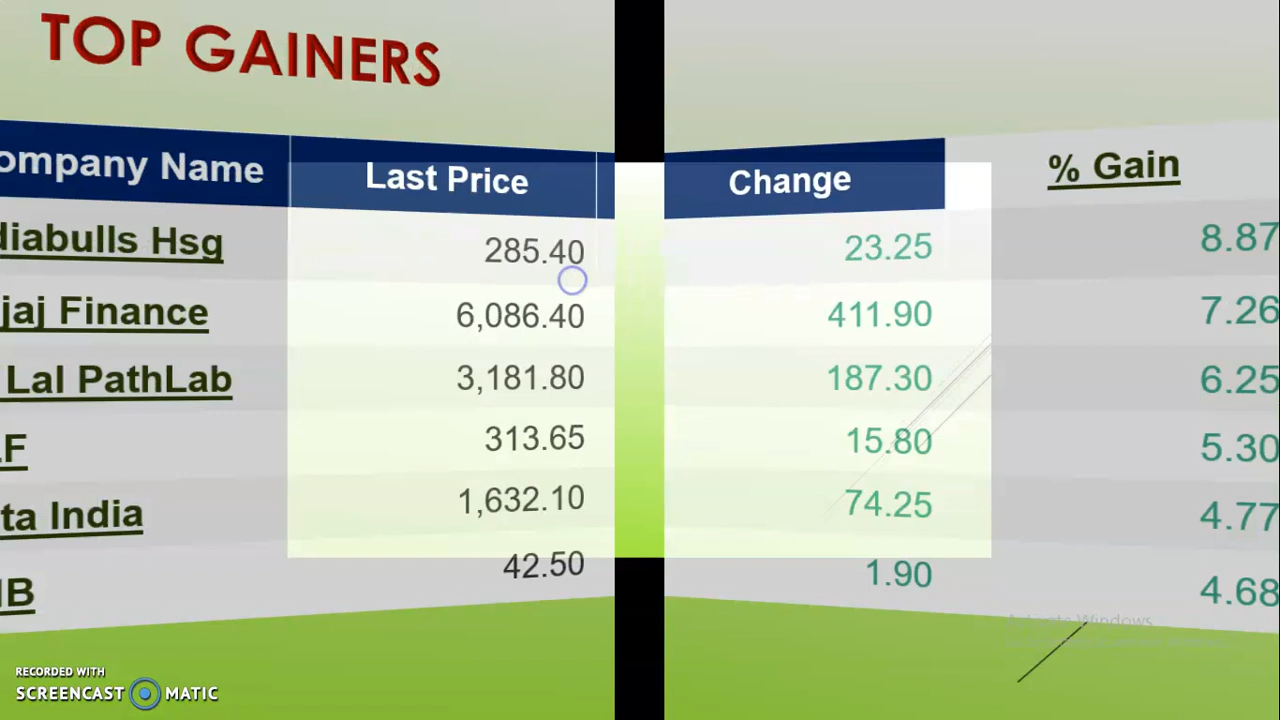 TOP GAINERS
ompany Name Last Price Change % Gain
diabulls Hsg 285.40 23.25 8.87
jaj Finance 6,086.40 411.90 7.26
Lal PathLab 3,181.80 187.30 6.25
LF 313.65 15.80 5.30
ta India 1,632.10 74.25 4.77
IB 42.50 1.90 4.68
Activate Windows
RECORDED WITH
SCREENCAST MATIC